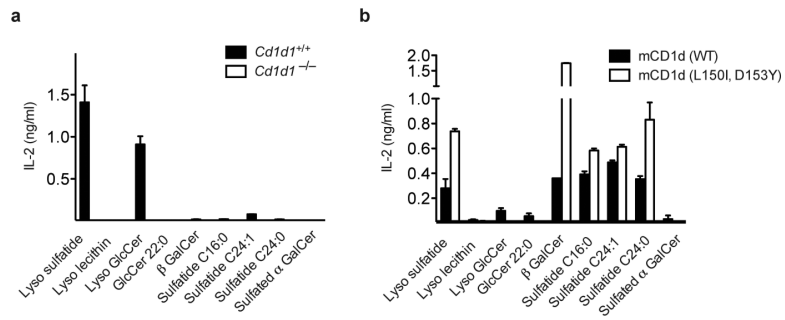 a
Cd1d1+/+
Cd1d1 –/–
IL-2 (ng/ml)
1.5
1.0
0.5
Lyso sulfatide
Lyso lecithin
Lyso GlcCer
GlcCer 22:0
β GalCer
Sulfatide C16:0
Sulfatide C24:1
Sulfatide C24:0
Sulfated α GalCer
b
mCD1d (WT)
mCD1d (L150I, D153Y)
IL-2 (ng/ml)
2.0
1.5
0.8
0.6
0.4
0.2
Lyso sulfatide
Lyso lecithin
Lyso GlcCer
GlcCer 22:0
β GalCer
Sulfatide C16:0
Sulfatide C24:1
Sulfatide C24:0
Sulfated α GalCer